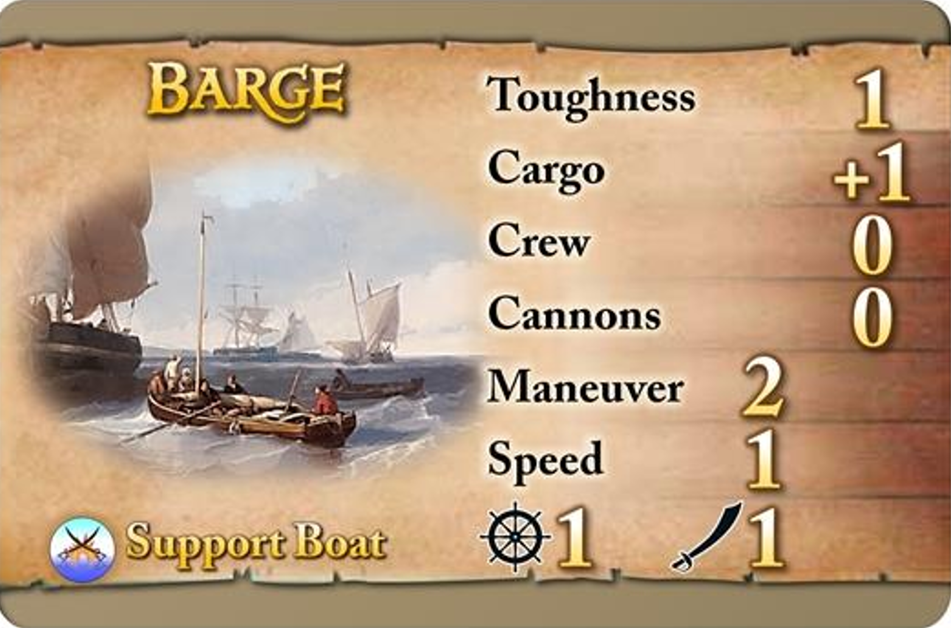 BARGE
Toughness 1
Cargo +1
Crew 0
Cannons 0
Maneuver 2
Speed 1
Support Boat 1 1